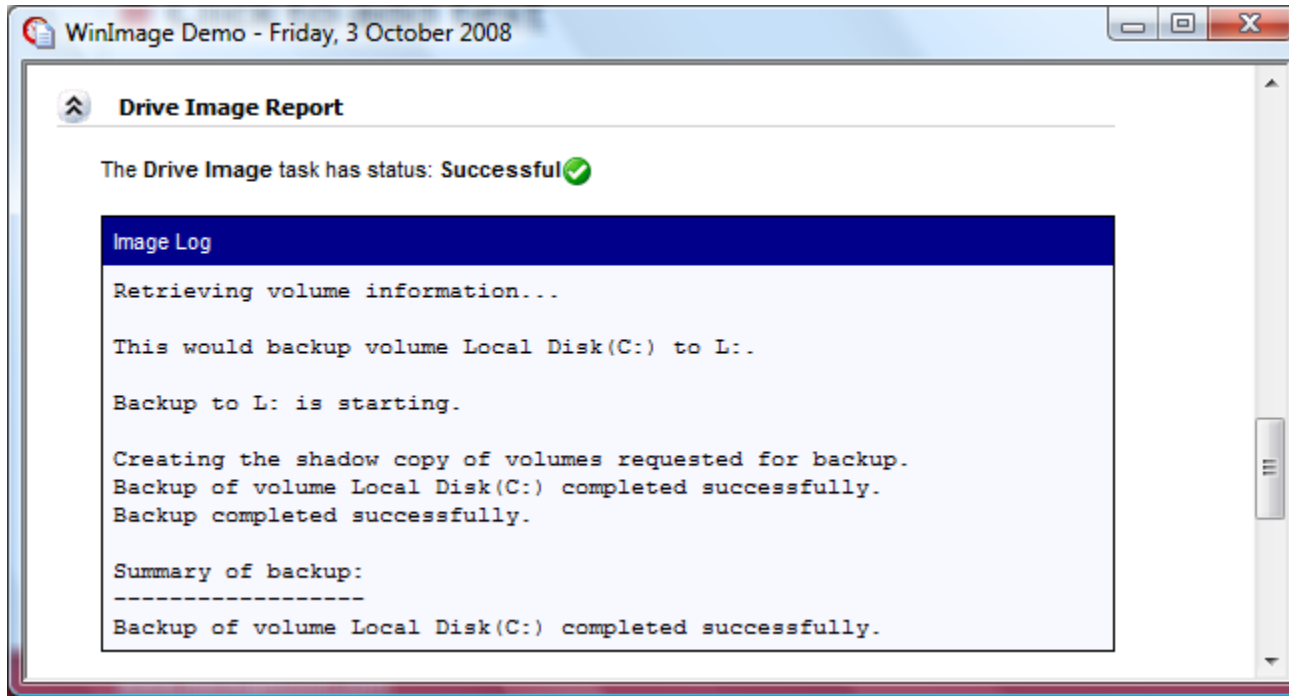 WinImage Demo - Friday, 3 October 2008
Drive Image Report
The Drive Image task has status: Successful
Image Log
Retrieving volume information...
This would backup volume Local Disk(C:) to L:.
Backup to L: is starting.
Creating the shadow copy of volumes requested for backup.
Backup of volume Local Disk(C:) completed successfully.
Backup completed successfully.
Summary of backup:
------------------
Backup of volume Local Disk(C:) completed successfully.